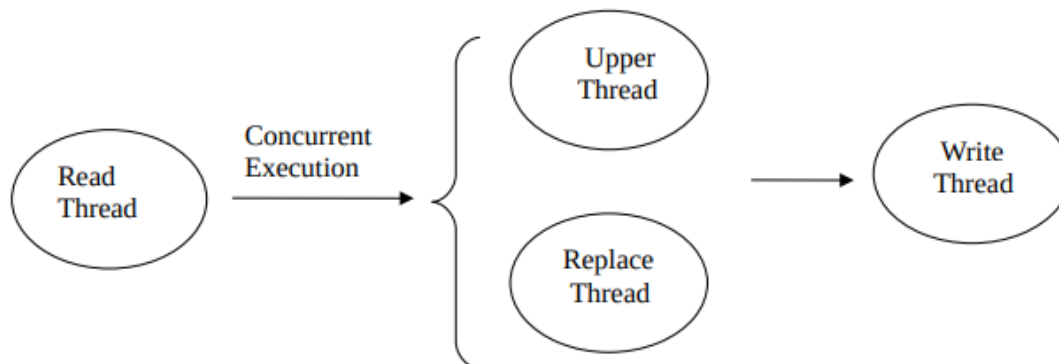 Read
Thread
Concurrent
Execution
Upper
Thread
Replace
Thread
Write
Thread